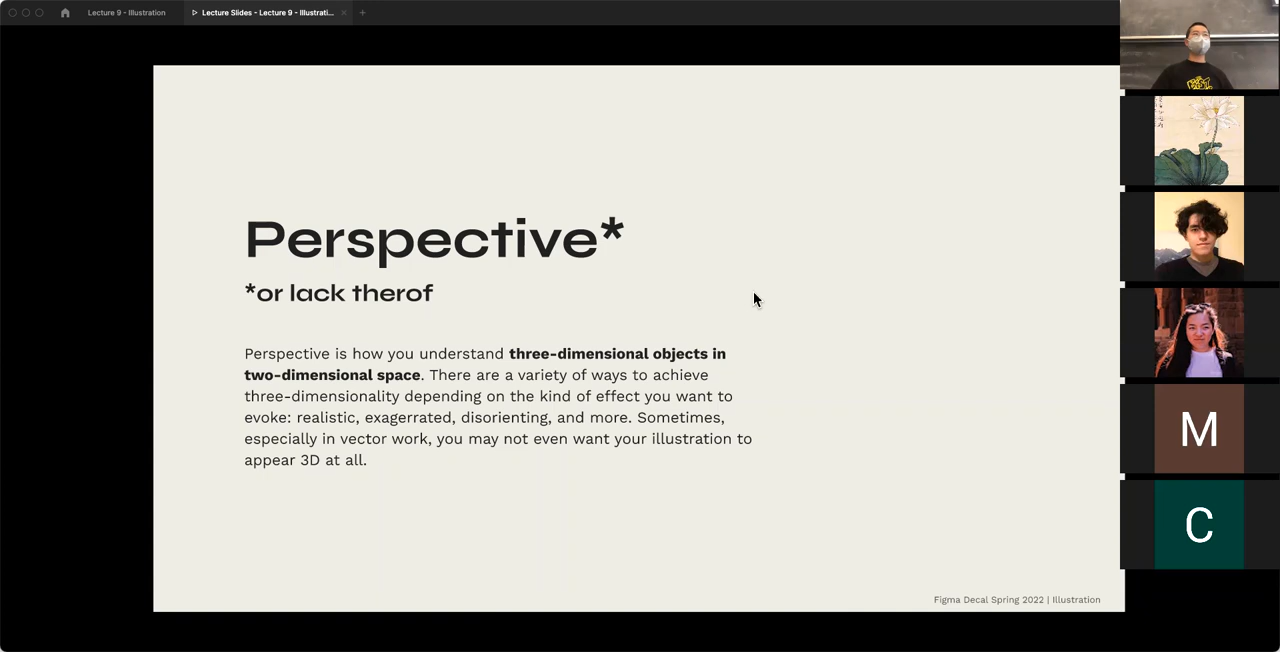 Lecture 9 - Illustration
Lecture Slides - Lecture 9 - Illustrati...
Perspective*
*or lack therof
Perspective is how you understand three-dimensional objects in
two-dimensional space. There are a variety of ways to achieve
three-dimensionality depending on the kind of effect you want to
evoke: realistic, exagerrated, disorienting, and more. Sometimes,
especially in vector work, you may not even want your illustration to
appear 3D at all.
Figma Decal Spring 2022 | Illustration
M
C